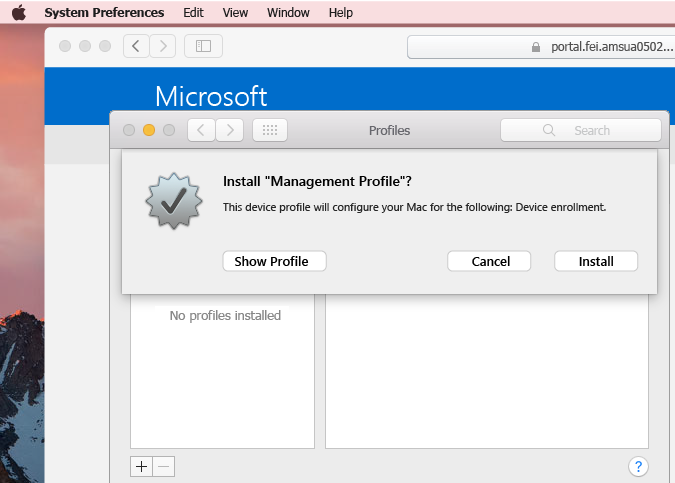 System Preferences Edit View Window Help
portal.fei.amsua0502...
Microsoft
Profiles
Search
Install "Management Profile"?
This device profile will configure your Mac for the following: Device enrollment.
Show Profile Cancel Install
No profiles installed
+ −
?